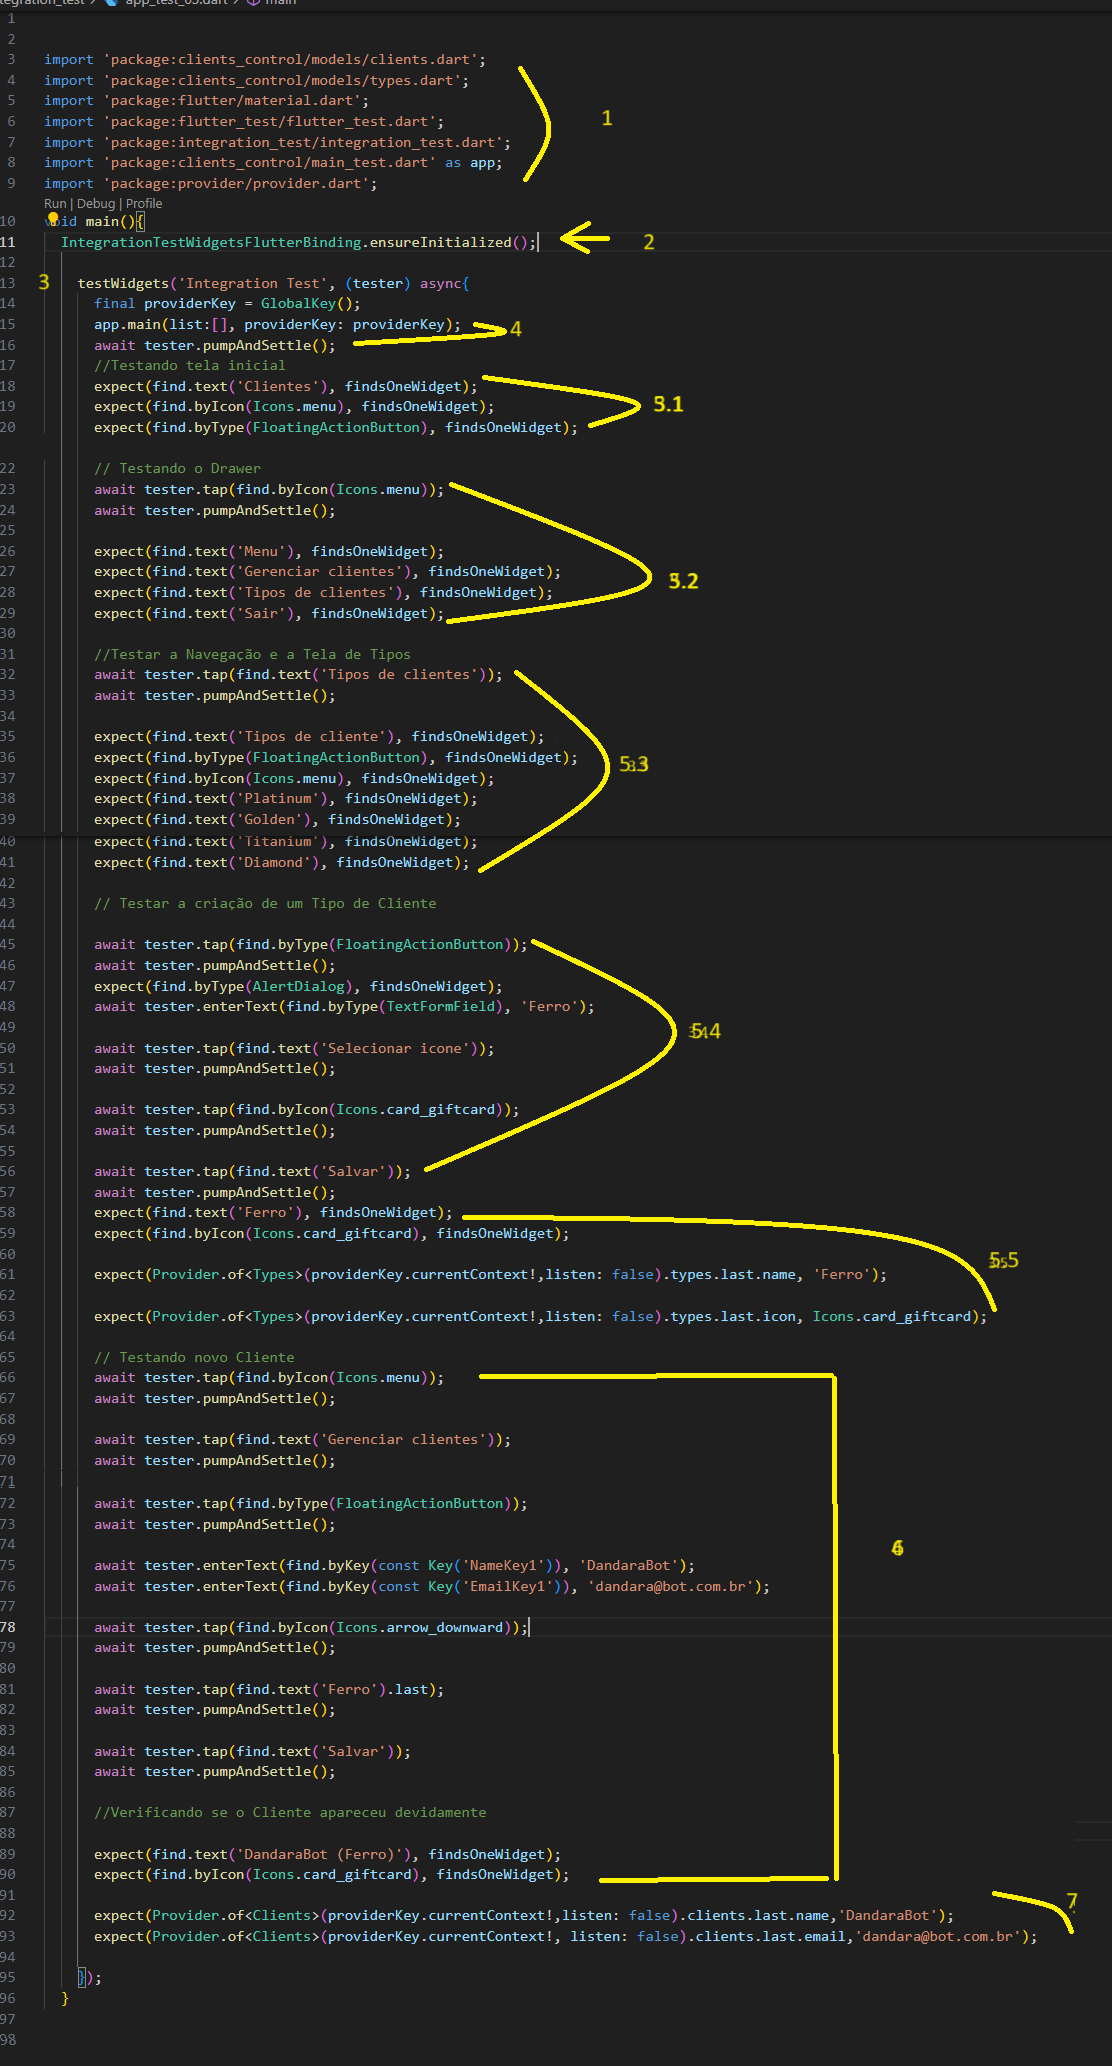 tegration_test > app_test_05.dart > main
1
2
3 import 'package:clients_control/models/clients.dart';
4 import 'package:clients_control/models/types.dart';
5 import 'package:flutter/material.dart';
6 import 'package:flutter_test/flutter_test.dart'; 1
7 import 'package:integration_test/integration_test.dart';
8 import 'package:clients_control/main_test.dart' as app;
9 import 'package:provider/provider.dart';
Run | Debug | Profile
10 void main(){
11 IntegrationTestWidgetsFlutterBinding.ensureInitialized(); 2
12
13 3 testWidgets('Integration Test', (tester) async{
14 final providerKey = GlobalKey();
15 app.main(list:[], providerKey: providerKey); 4
16 await tester.pumpAndSettle();
17 //Testando tela inicial
18 expect(find.text('Clientes'), findsOneWidget);
19 expect(find.byIcon(Icons.menu), findsOneWidget); 5.1
20 expect(find.byType(FloatingActionButton), findsOneWidget);
22 // Testando o Drawer
23 await tester.tap(find.byIcon(Icons.menu));
24 await tester.pumpAndSettle();
25
26 expect(find.text('Menu'), findsOneWidget);
27 expect(find.text('Gerenciar clientes'), findsOneWidget); 5.2
28 expect(find.text('Tipos de clientes'), findsOneWidget);
29 expect(find.text('Sair'), findsOneWidget);
30
31 //Testar a Navegação e a Tela de Tipos
32 await tester.tap(find.text('Tipos de clientes'));
33 await tester.pumpAndSettle();
34
35 expect(find.text('Tipos de cliente'), findsOneWidget);
36 expect(find.byType(FloatingActionButton), findsOneWidget); 5.3
37 expect(find.byIcon(Icons.menu), findsOneWidget);
38 expect(find.text('Platinum'), findsOneWidget);
39 expect(find.text('Golden'), findsOneWidget);
40 expect(find.text('Titanium'), findsOneWidget);
41 expect(find.text('Diamond'), findsOneWidget);
42
43 // Testar a criação de um Tipo de Cliente
44
45 await tester.tap(find.byType(FloatingActionButton));
46 await tester.pumpAndSettle();
47 expect(find.byType(AlertDialog), findsOneWidget);
48 await tester.enterText(find.byType(TextFormField), 'Ferro');
49 5.4
50 await tester.tap(find.text('Selecionar icone'));
51 await tester.pumpAndSettle();
52
53 await tester.tap(find.byIcon(Icons.card_giftcard));
54 await tester.pumpAndSettle();
55
56 await tester.tap(find.text('Salvar'));
57 await tester.pumpAndSettle();
58 expect(find.text('Ferro'), findsOneWidget);
59 expect(find.byIcon(Icons.card_giftcard), findsOneWidget);
60 5.5
61 expect(Provider.of<Types>(providerKey.currentContext!,listen: false).types.last.name, 'Ferro');
62
63 expect(Provider.of<Types>(providerKey.currentContext!,listen: false).types.last.icon, Icons.card_giftcard);
64
65 // Testando novo Cliente
66 await tester.tap(find.byIcon(Icons.menu));
67 await tester.pumpAndSettle();
68
69 await tester.tap(find.text('Gerenciar clientes'));
70 await tester.pumpAndSettle();
71
72 await tester.tap(find.byType(FloatingActionButton));
73 await tester.pumpAndSettle();
74 6
75 await tester.enterText(find.byKey(const Key('NameKey1')), 'DandaraBot');
76 await tester.enterText(find.byKey(const Key('EmailKey1')), 'dandara@bot.com.br');
77
78 await tester.tap(find.byIcon(Icons.arrow_downward));
79 await tester.pumpAndSettle();
80
81 await tester.tap(find.text('Ferro').last);
82 await tester.pumpAndSettle();
83
84 await tester.tap(find.text('Salvar'));
85 await tester.pumpAndSettle();
86
87 //Verificando se o Cliente apareceu devidamente
88
89 expect(find.text('DandaraBot (Ferro)'), findsOneWidget);
90 expect(find.byIcon(Icons.card_giftcard), findsOneWidget);
91 7
92 expect(Provider.of<Clients>(providerKey.currentContext!,listen: false).clients.last.name,'DandaraBot');
93 expect(Provider.of<Clients>(providerKey.currentContext!, listen: false).clients.last.email,'dandara@bot.com.br');
94
95 });
96 }
97
98